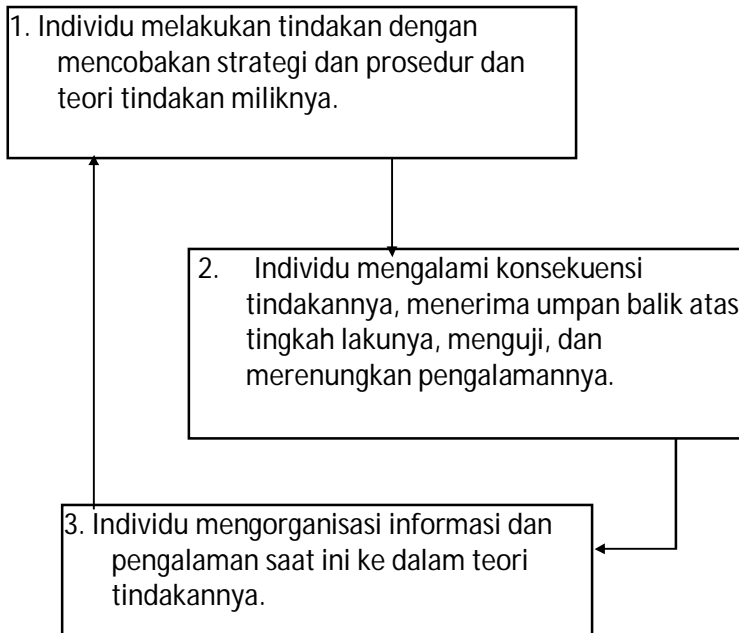 1. Individu melakukan tindakan dengan
mencobakan strategi dan prosedur dan
teori tindakan miliknya.
2. Individu mengalami konsekuensi
tindakannya, menerima umpan balik atas
tingkah lakunya, menguji, dan
merenungkan pengalamannya.
3. Individu mengorganisasi informasi dan
pengalaman saat ini ke dalam teori
tindakannya.